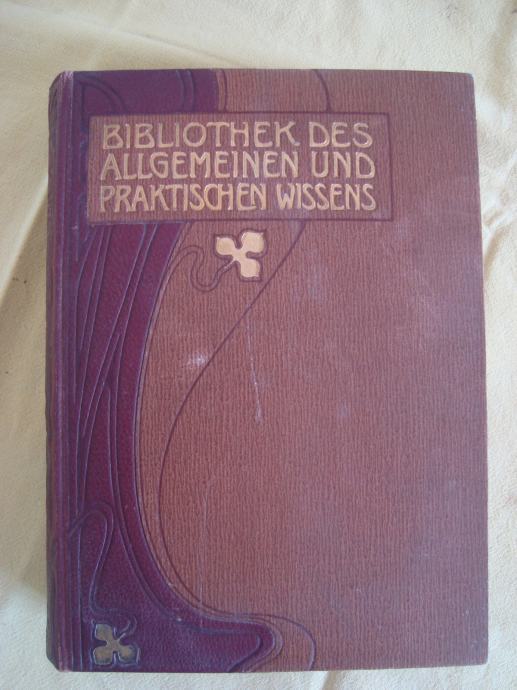 BIBLIOTHEK DES
ALLGEMEINEN UND
PRAKTISCHEN WISSENS